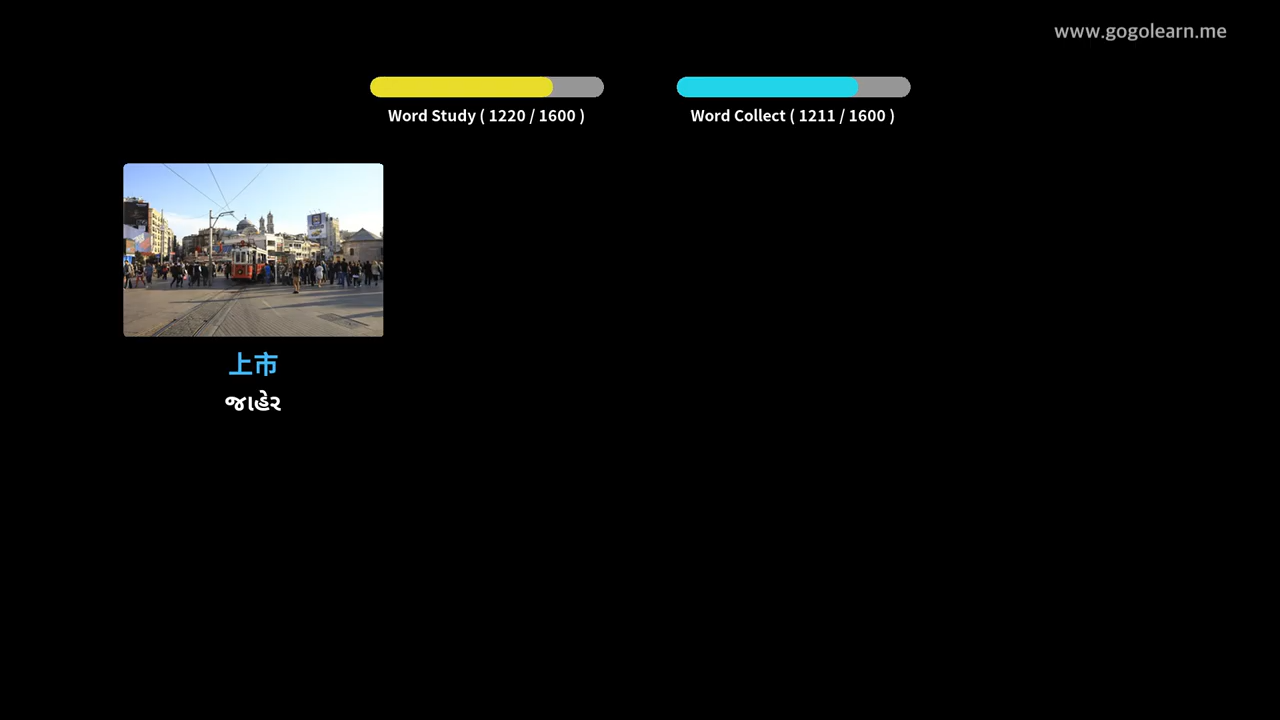 www.gogolearn.me
Word Study ( 1220 / 1600 )
Word Collect ( 1211 / 1600 )
上市
જાહેર